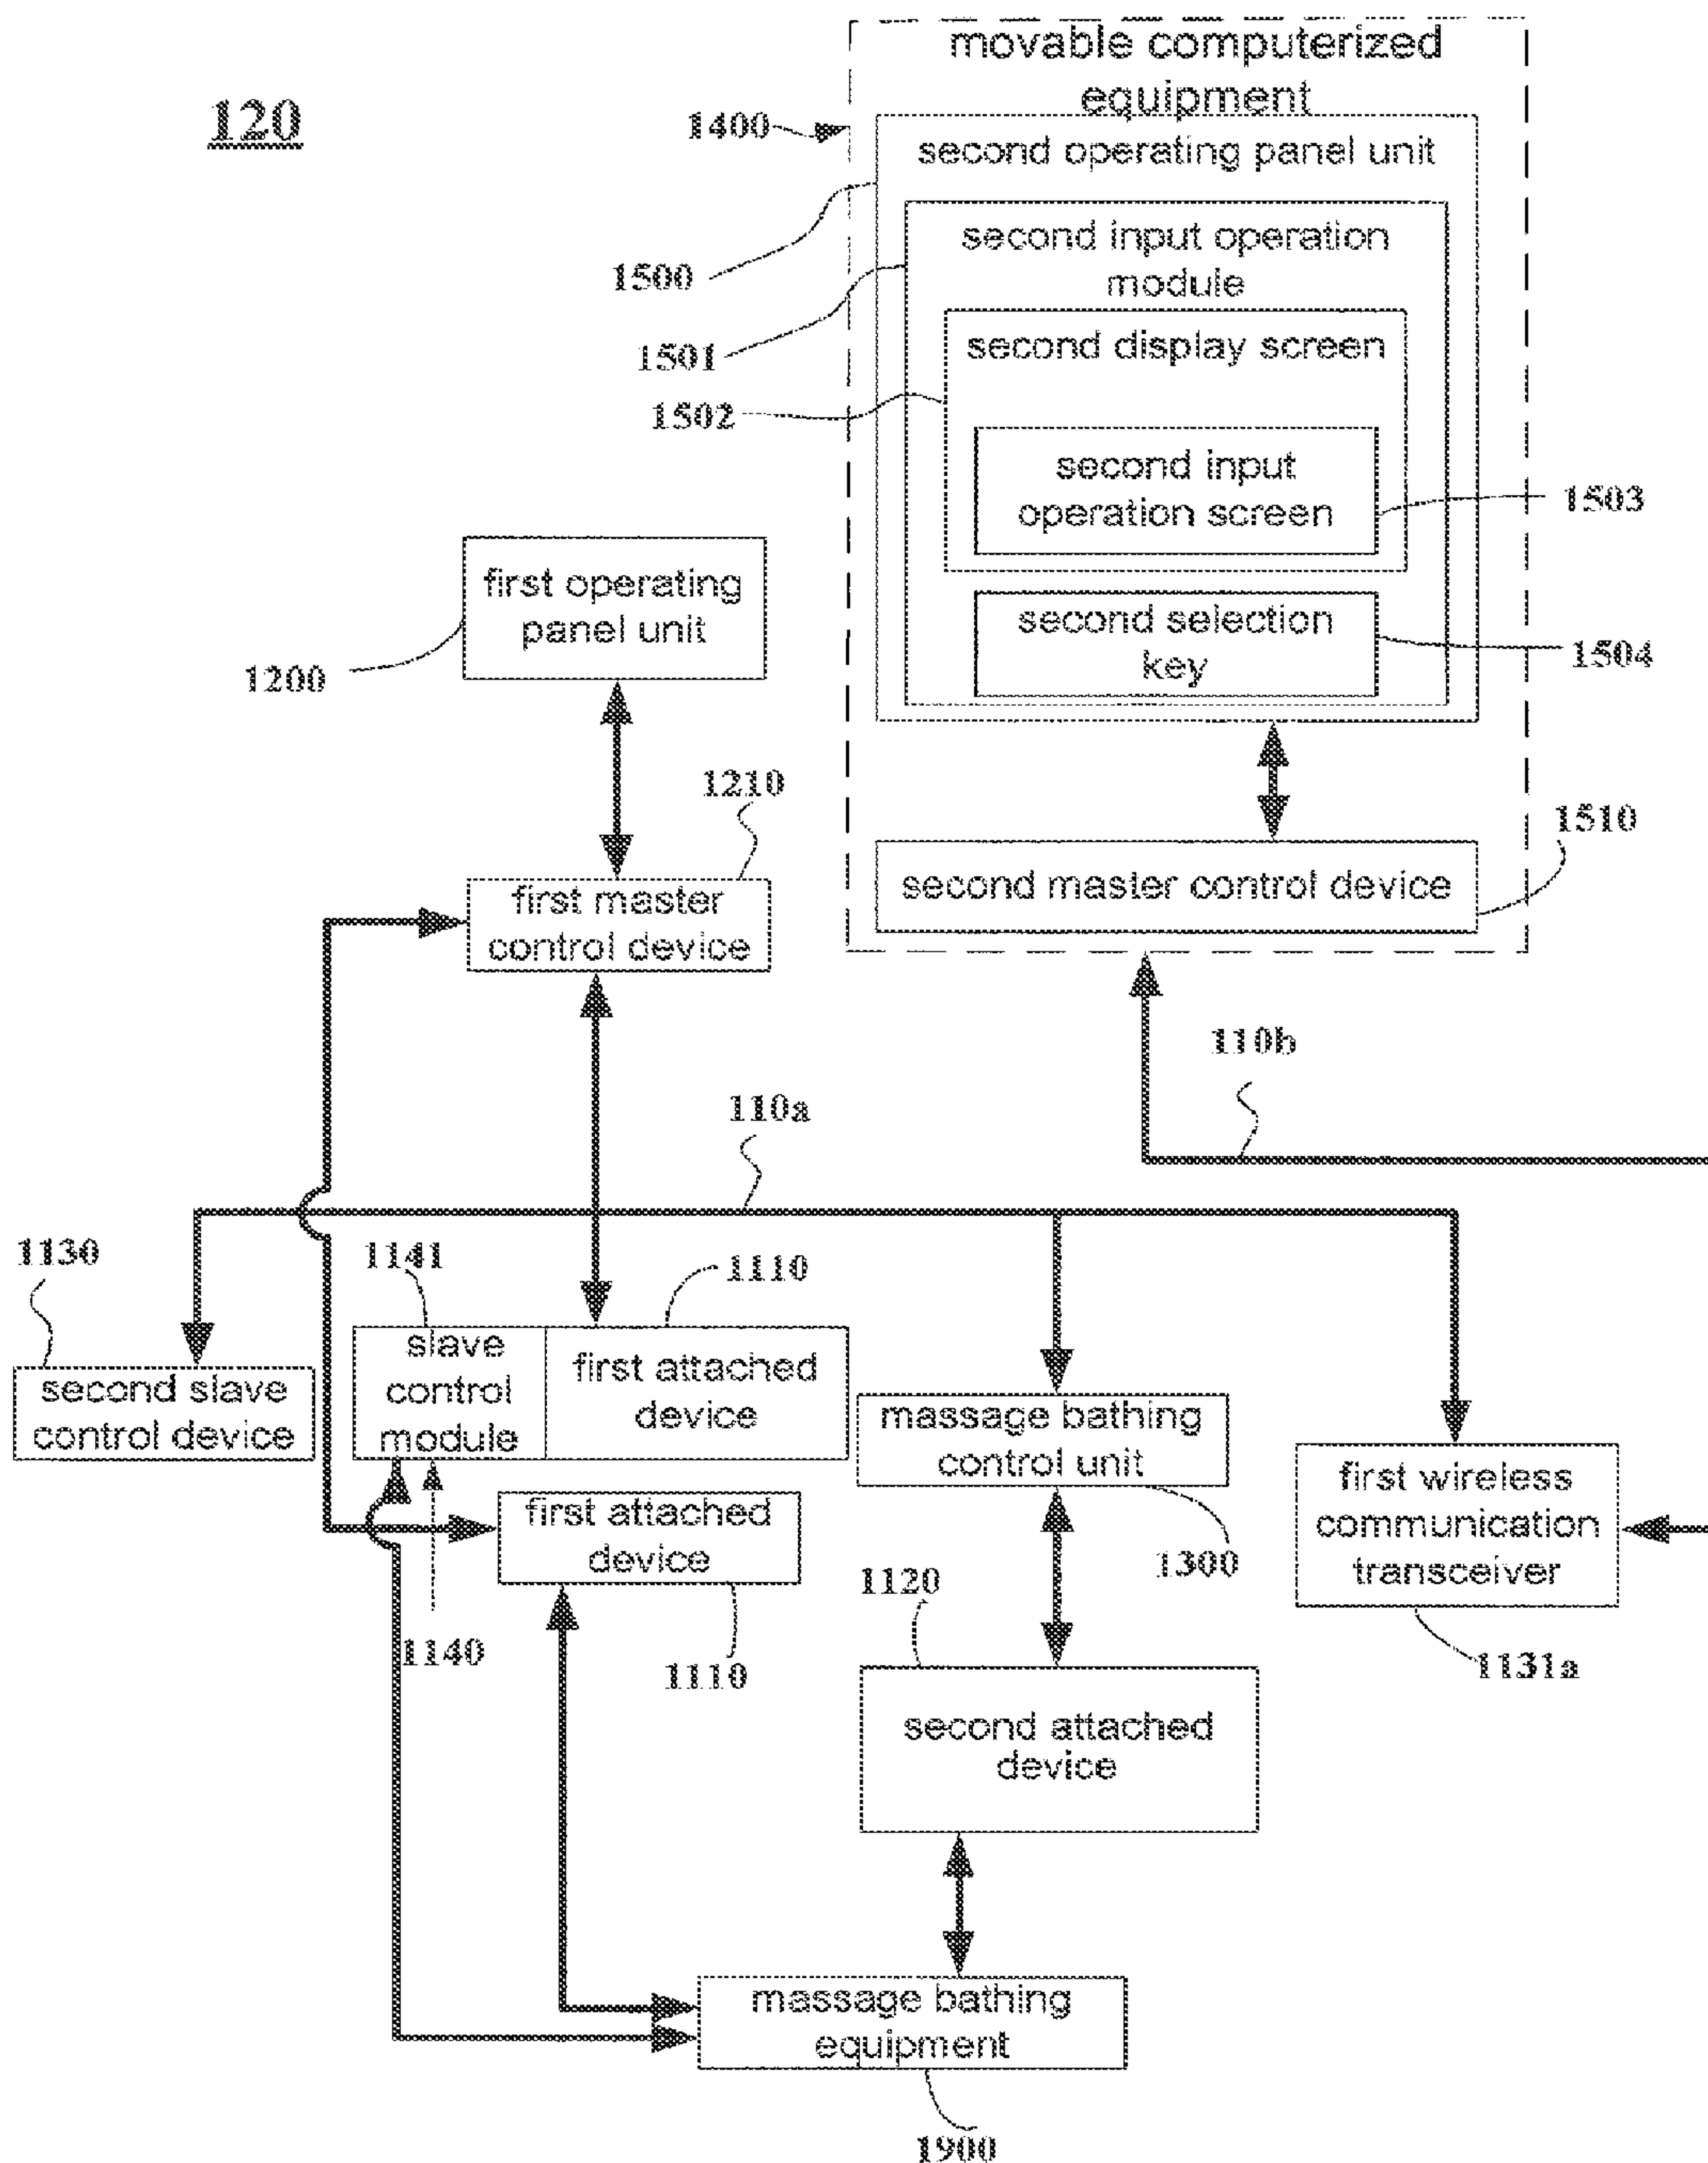 120
movable computerized
equipment
1400
second operating panel unit
1500
second input operation
module
1501
second display screen
1502
second input
operation screen
1503
second selection
key
1504
first operating
panel unit
1200
1210
first master
control device
1510
second master control device
110b
110a
1130
second slave
control device
1141
slave
control
module
1110
first attached
device
1140
first attached
device
1110
massage bathing
control unit
1300
first wireless
communication
transceiver
1131a
1120
second attached
device
massage bathing
equipment
1900